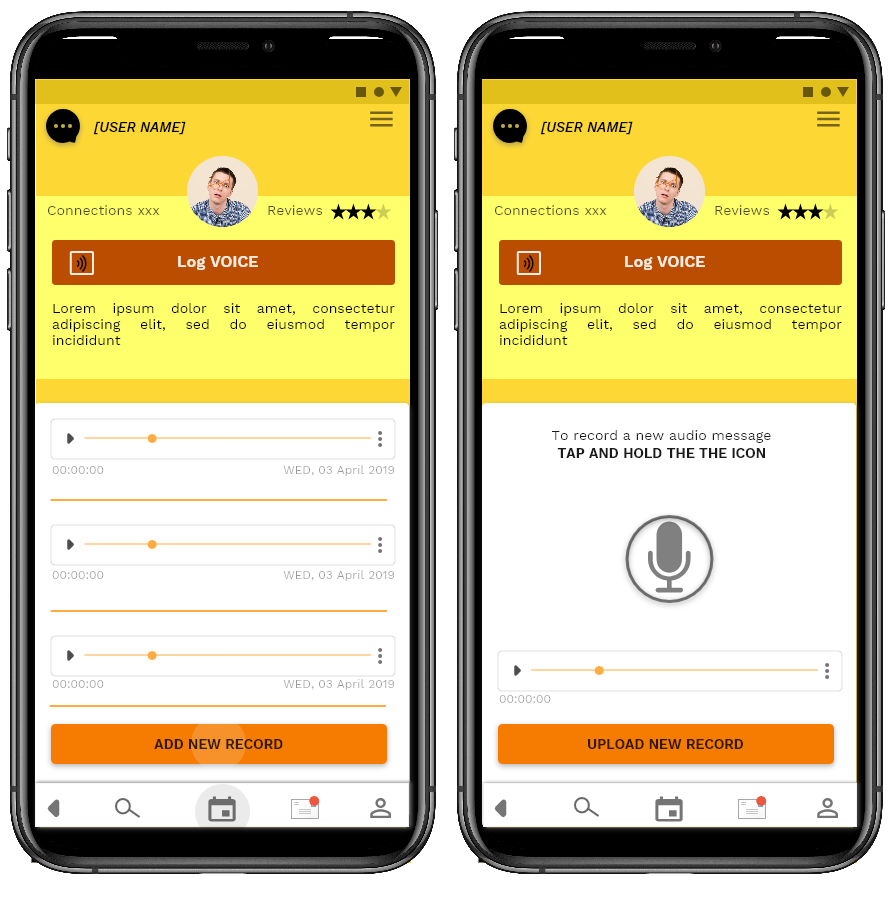 [USER NAME]
Connections xxx
Reviews
Log VOICE
Lorem ipsum dolor sit amet, consectetur
adipiscing elit, sed do eiusmod tempor
incididunt
00:00:00
WED, 03 April 2019
00:00:00
WED, 03 April 2019
00:00:00
WED, 03 April 2019
ADD NEW RECORD
[USER NAME]
Connections xxx
Reviews
Log VOICE
Lorem ipsum dolor sit amet, consectetur
adipiscing elit, sed do eiusmod tempor
incididunt
To record a new audio message
TAP AND HOLD THE THE ICON
00:00:00
UPLOAD NEW RECORD